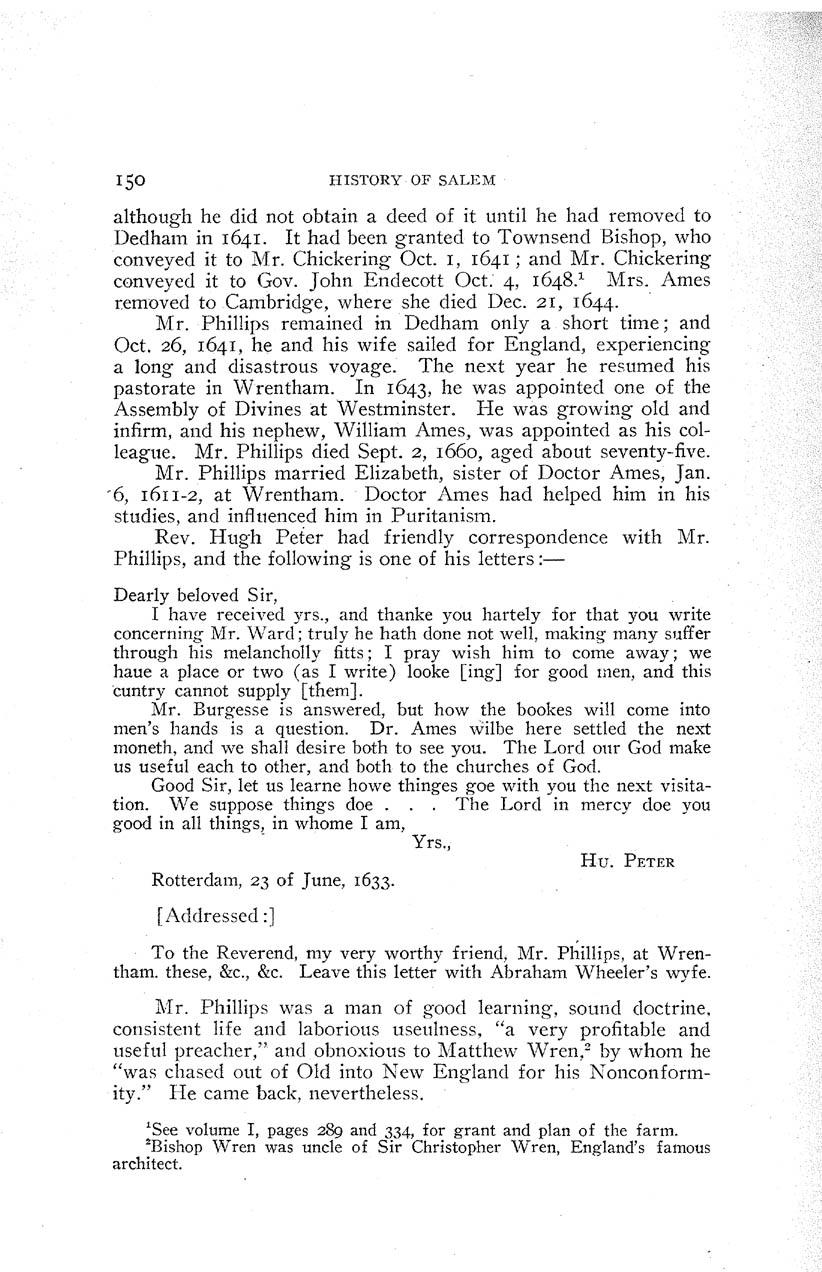 150 HISTORY OF SALEM
although he did not obtain a deed of it until he had removed to
Dedham in 1641. It had been granted to Townsend Bishop, who
conveyed it to Mr. Chickering Oct. 1, 1641; and Mr. Chickering
conveyed it to Gov. John Endecott Oct. 4, 1648.¹ Mrs. Ames
removed to Cambridge, where she died Dec. 21, 1644.
Mr. Phillips remained in Dedham only a short time; and
Oct. 26, 1641, he and his wife sailed for England, experiencing
a long and disastrous voyage. The next year he resumed his
pastorate in Wrentham. In 1643, he was appointed one of the
Assembly of Divines at Westminster. He was growing old and
infirm, and his nephew, William Ames, was appointed as his col-
league. Mr. Phillips died Sept. 2, 1660, aged about seventy-five.
Mr. Phillips married Elizabeth, sister of Doctor Ames, Jan.
6, 1611-2, at Wrentham. Doctor Ames had helped him in his
studies, and influenced him in Puritanism.
Rev. Hugh Peter had friendly correspondence with Mr.
Phillips, and the following is one of his letters:—
Dearly beloved Sir,
I have received yrs., and thanke you hartely for that you write
concerning Mr. Ward; truly he hath done not well, making many suffer
through his melancholly fitts; I pray wish him to come away; we
haue a place or two (as I write) looke [ing] for good men, and this
cuntry cannot supply [them].
Mr. Burgesse is answered, but how the bookes will come into
men's hands is a question. Dr. Ames wilbe here settled the next
moneth, and we shall desire both to see you. The Lord our God make
us useful each to other, and both to the churches of God.
Good Sir, let us learne howe thinges goe with you the next visita-
tion. We suppose things doe . . . The Lord in mercy doe you
good in all things, in whome I am,
Yrs.,
HU. PETER
Rotterdam, 23 of June, 1633.
[Addressed:]
To the Reverend, my very worthy friend, Mr. Phillips, at Wren-
tham. these, &c., &c. Leave this letter with Abraham Wheeler's wyfe.
Mr. Phillips was a man of good learning, sound doctrine,
consistent life and laborious useulness, "a very profitable and
useful preacher," and obnoxious to Matthew Wren,² by whom he
"was chased out of Old into New England for his Nonconform-
ity." He came back, nevertheless.
¹See volume I, pages 289 and 334, for grant and plan of the farm.
²Bishop Wren was uncle of Sir Christopher Wren, England's famous
architect.